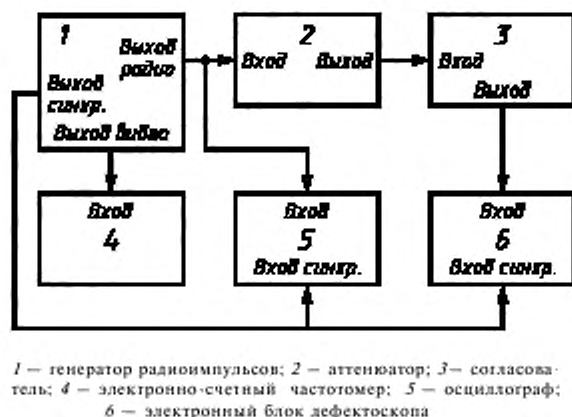 1
Выход радио
Выход синхр.
Выход видео
2
Вход Выход
3
Вход
Выход
Вход
4
Вход
5
Вход синхр.
Вход
6
Вход синхр.
1 — генератор радиоимпульсов; 2 — аттенюатор; 3— согласова-
тель; 4 — электронно-счетный частотомер; 5 — осциллограф;
6 — электронный блок дефектоскопа